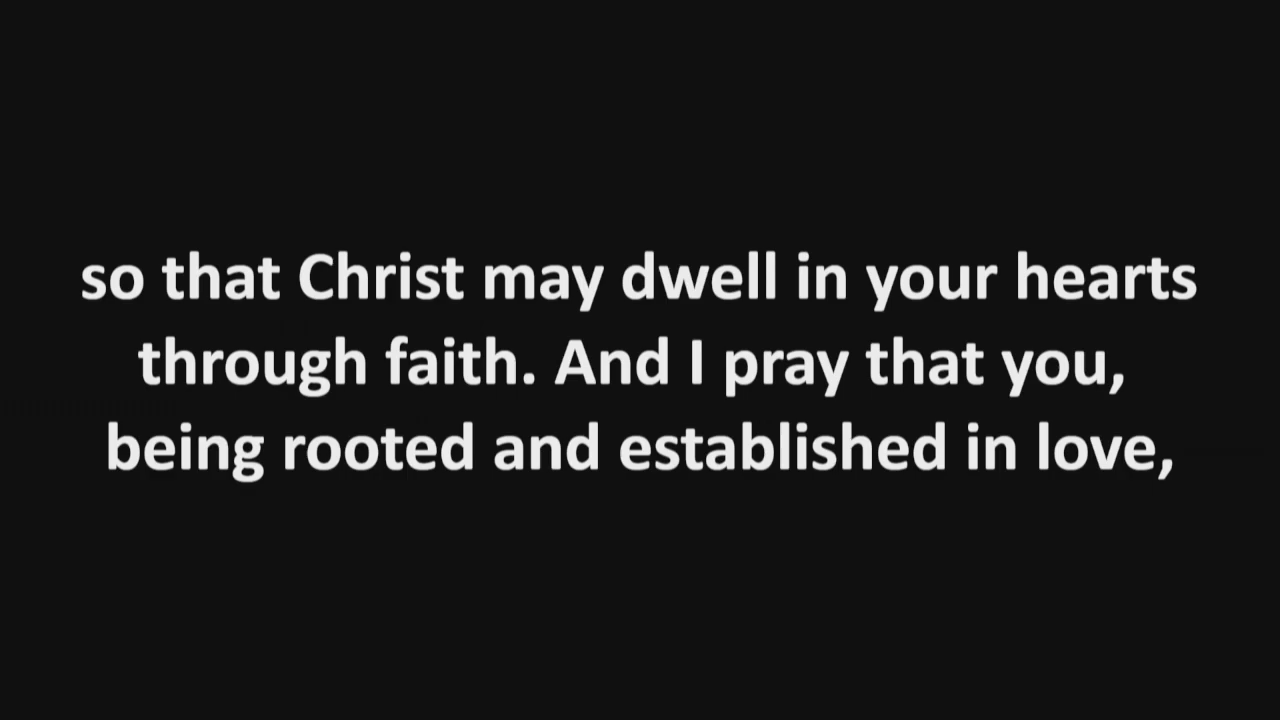 so that Christ may dwell in your hearts
through faith. And I pray that you,
being rooted and established in love,